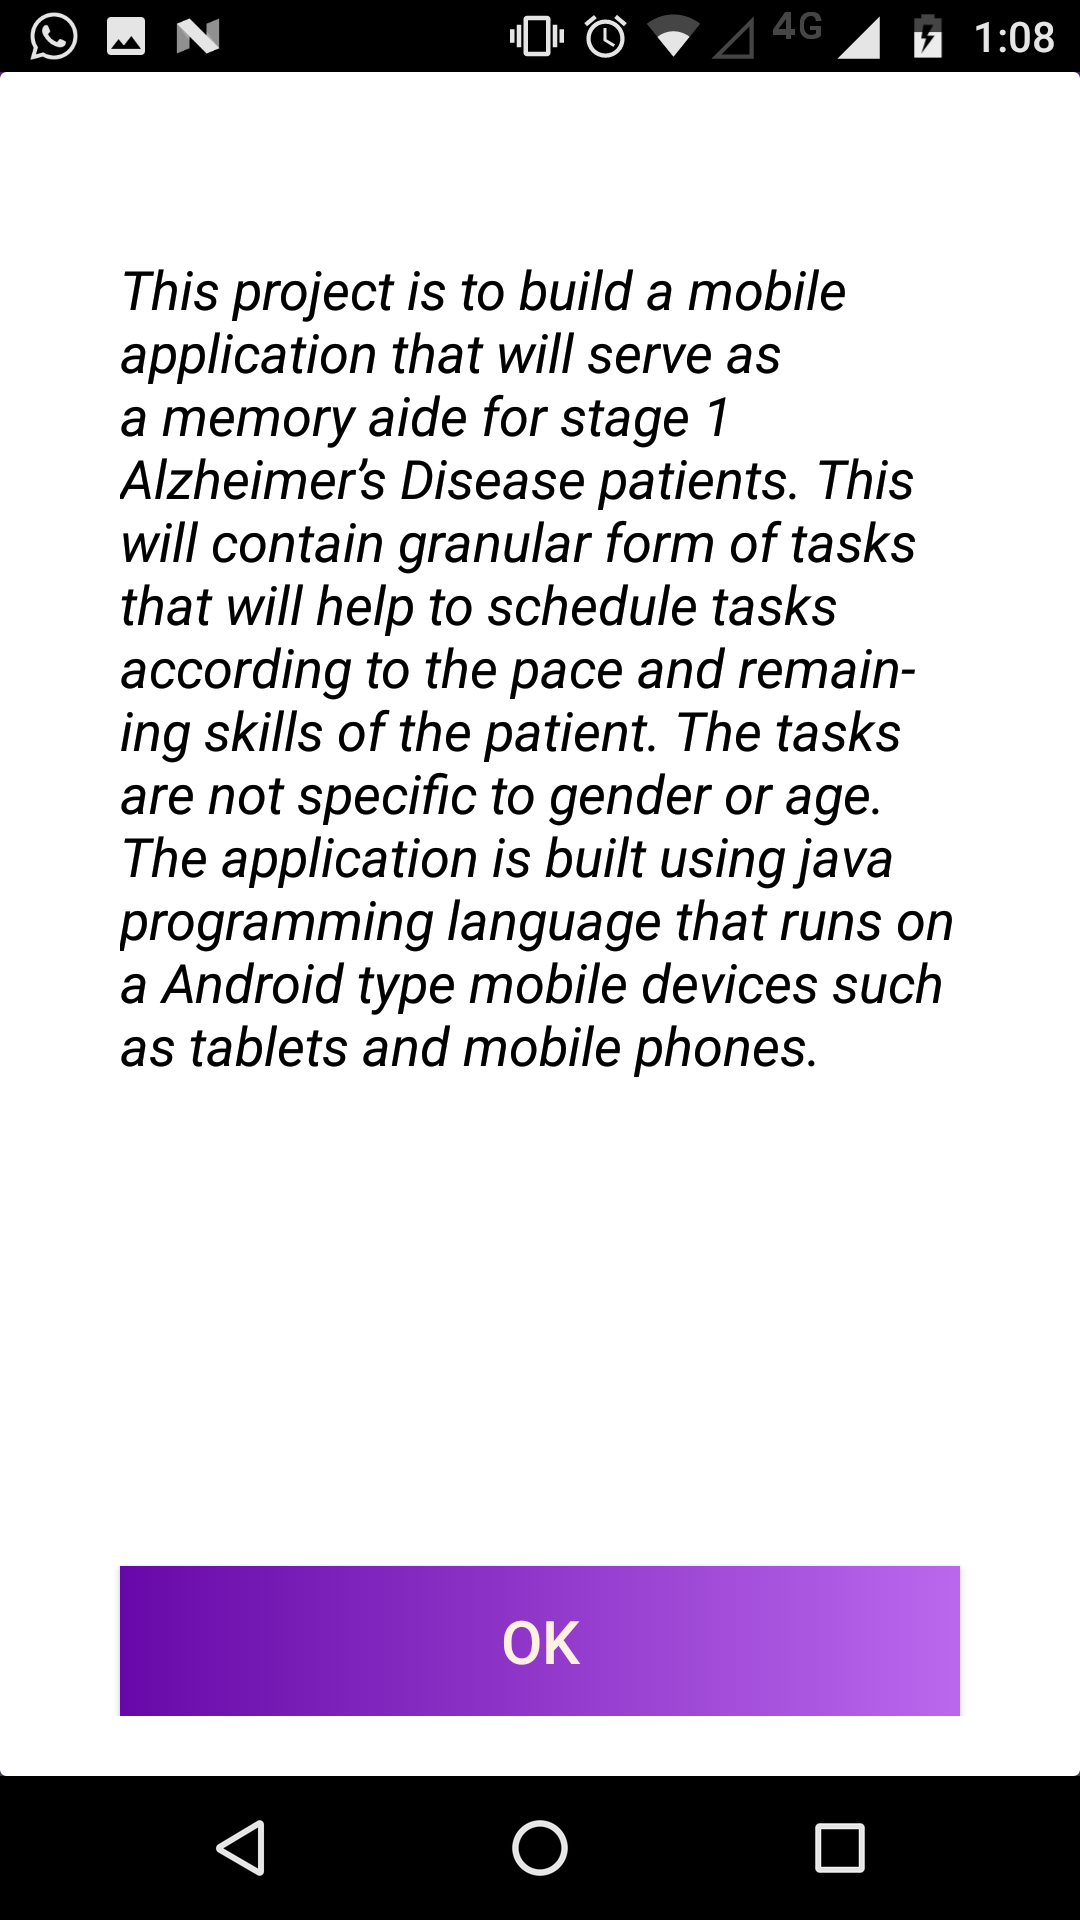 4G 1:08
This project is to build a mobile
application that will serve as
a memory aide for stage 1
Alzheimer’s Disease patients. This
will contain granular form of tasks
that will help to schedule tasks
according to the pace and remain-
ing skills of the patient. The tasks
are not specific to gender or age.
The application is built using java
programming language that runs on
a Android type mobile devices such
as tablets and mobile phones.
OK